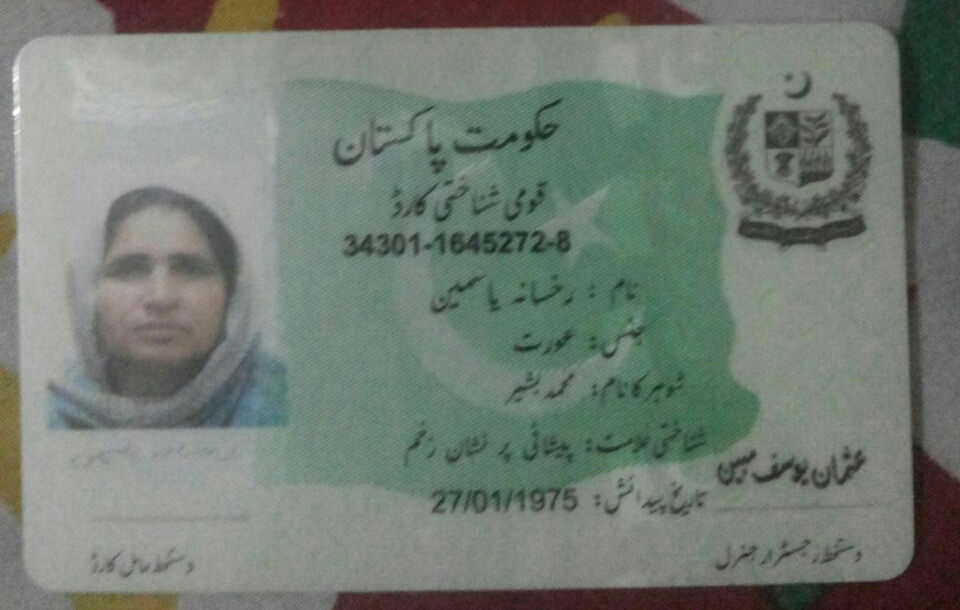 حکومت پاکستان
قومی شناختی کارڈ
34301-1645272-8
نام : رخسانہ یاسمین
جنس: عورت
شوہر کا نام: محمد بشیر
شناختی علامت: پیشانی پر نشان زخم
تاریخ پیدائش: 27/01/1975
عثمان یوسف مبین
دستخط رجسٹرار جنرل
دستخط حامل کارڈ